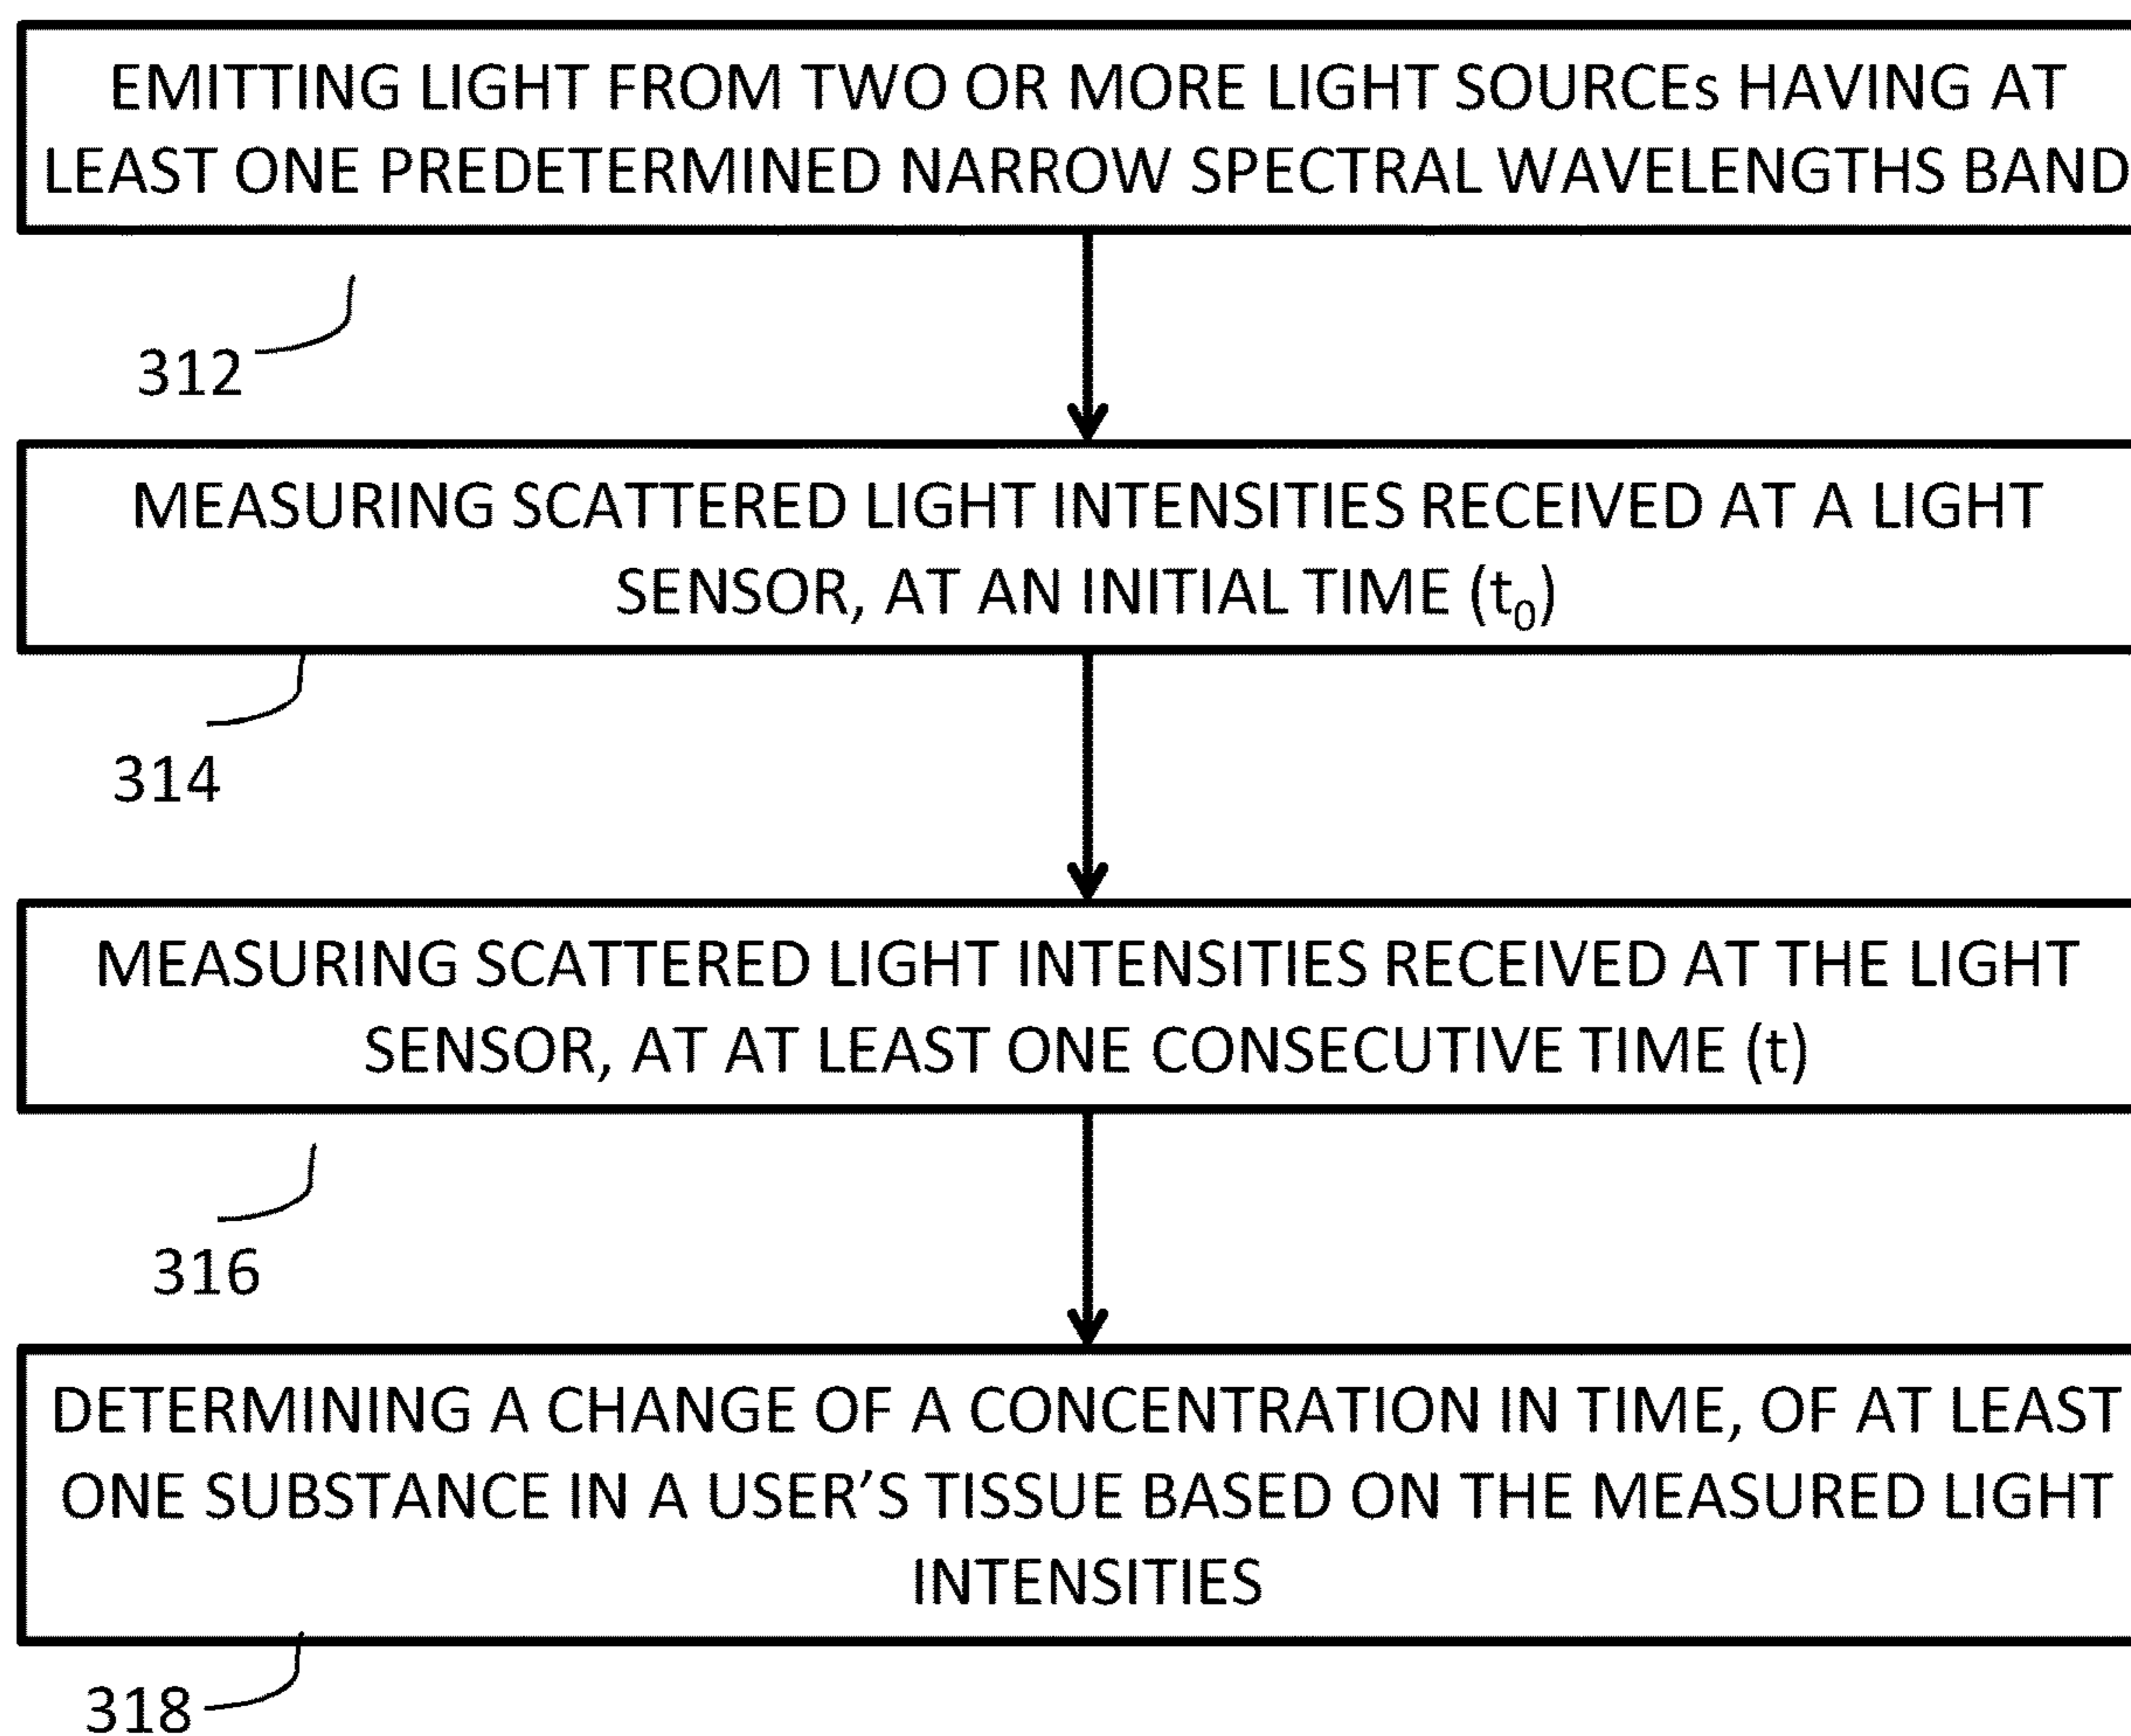 EMITTING LIGHT FROM TWO OR MORE LIGHT SOURCEs HAVING AT
LEAST ONE PREDETERMINED NARROW SPECTRAL WAVELENGTHS BAND
312
MEASURING SCATTERED LIGHT INTENSITIES RECEIVED AT A LIGHT
SENSOR, AT AN INITIAL TIME (t₀)
314
MEASURING SCATTERED LIGHT INTENSITIES RECEIVED AT THE LIGHT
SENSOR, AT AT LEAST ONE CONSECUTIVE TIME (t)
316
DETERMINING A CHANGE OF A CONCENTRATION IN TIME, OF AT LEAST
ONE SUBSTANCE IN A USER’S TISSUE BASED ON THE MEASURED LIGHT
INTENSITIES
318